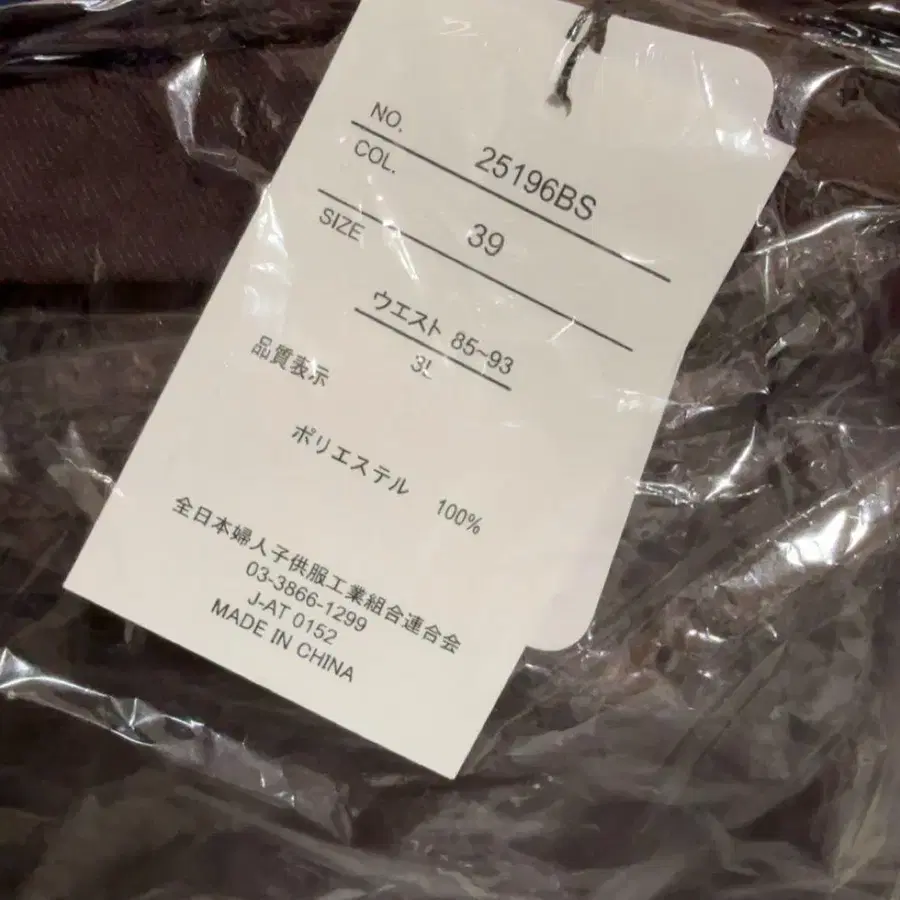 NO. 25196BS
COL. 39
SIZE
ウエスト 85~93
3L
品質表示
ポリエステル 100%
全日本婦人子供服工業組合連合会
03-3866-1299
J-AT 0152
MADE IN CHINA